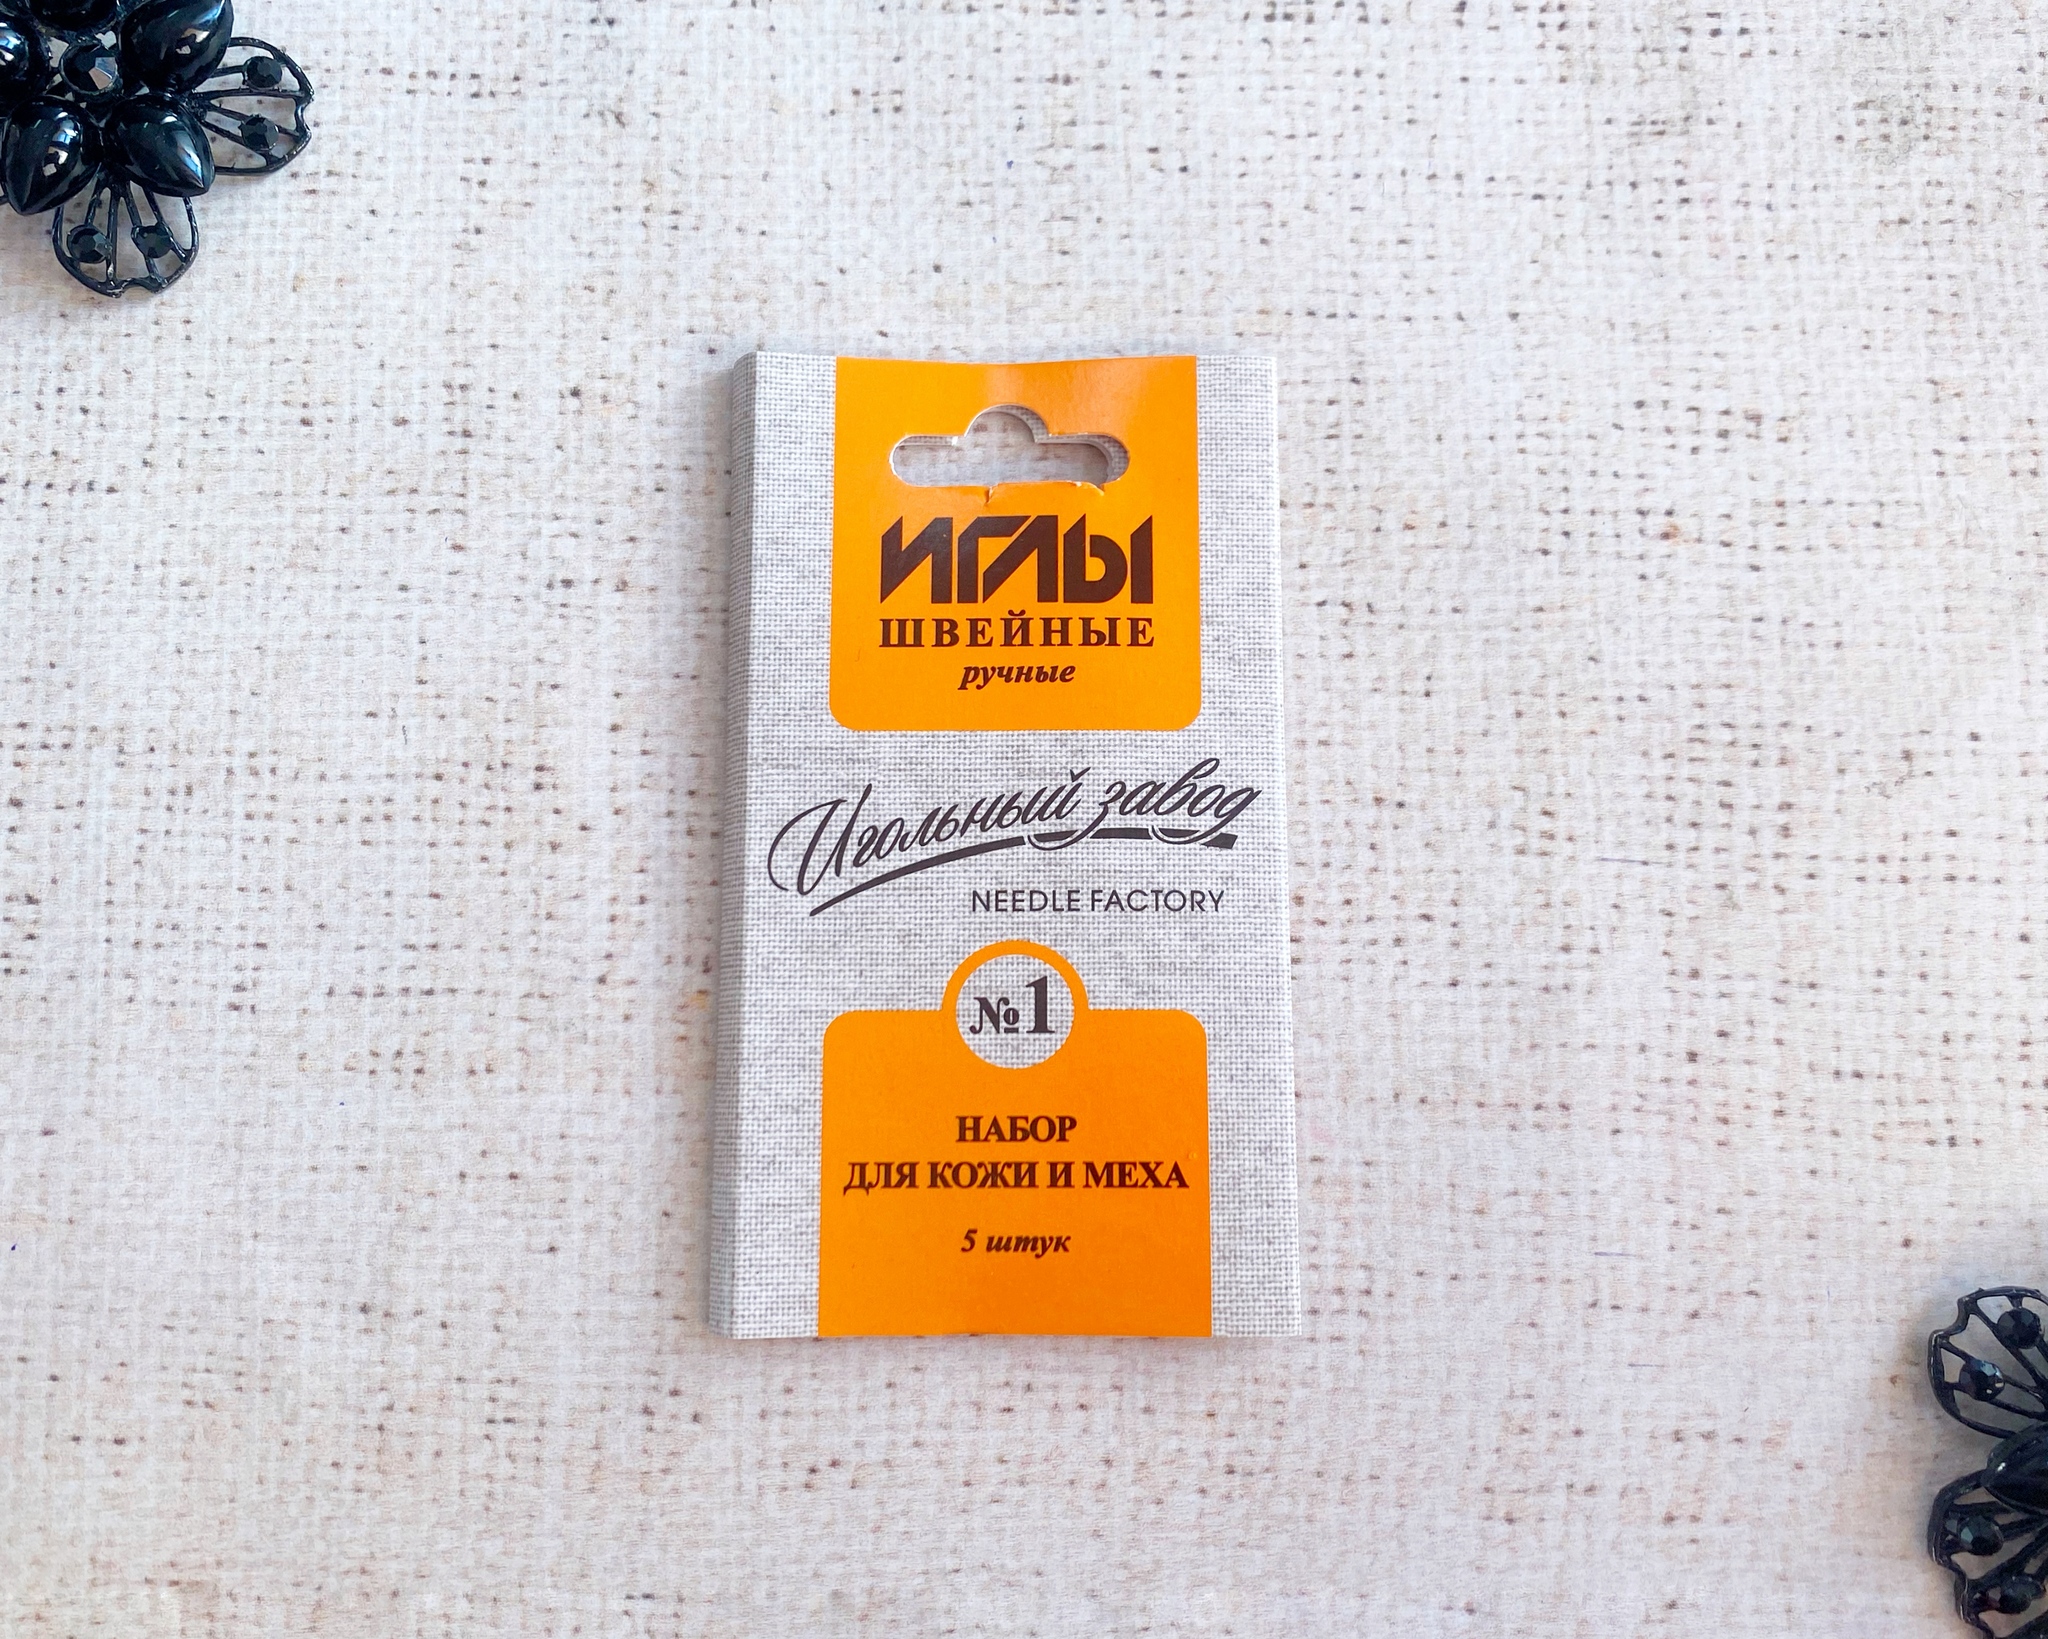 ИГЛЫ
ШВЕЙНЫЕ
ручные
Игольный завод
NEEDLE FACTORY
№1
НАБОР
ДЛЯ КОЖИ И МЕХА
5 штук